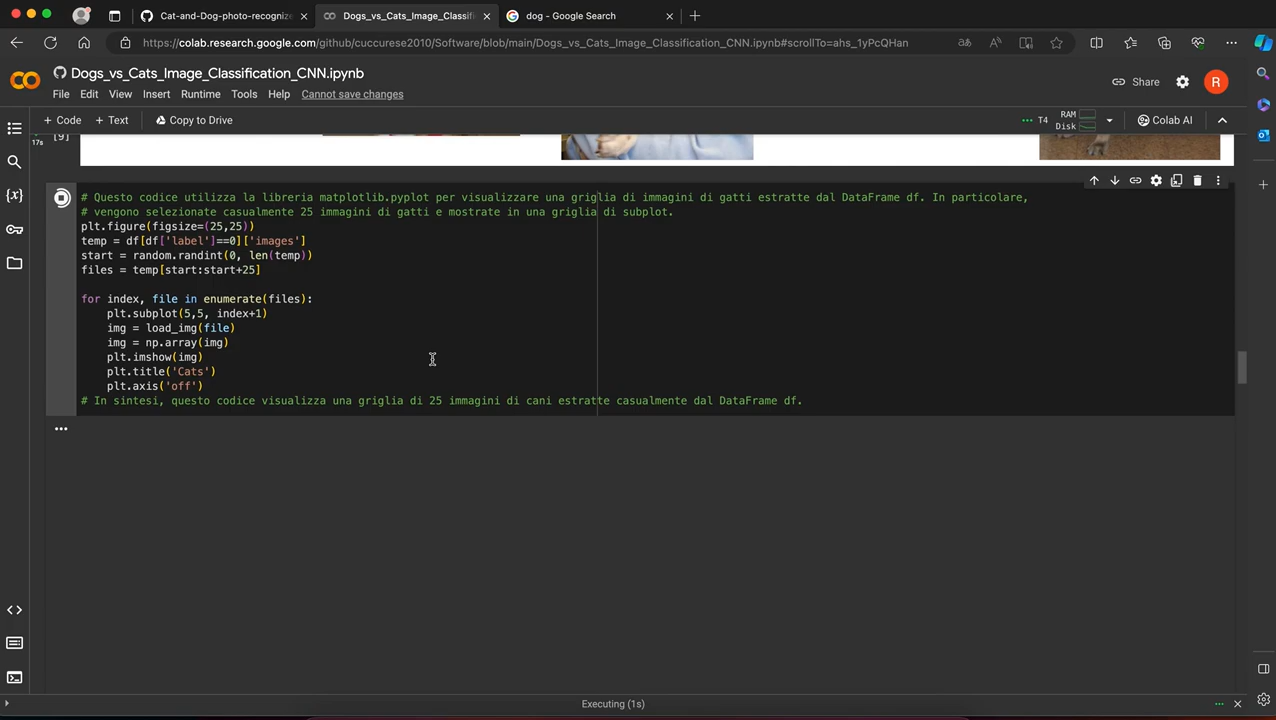 Cat-and-Dog-photo-recognize
Dogs_vs_Cats_Image_Classifi
dog - Google Search
https://colab.research.google.com/github/cuccurese2010/Software/blob/main/Dogs_vs_Cats_Image_Classification_CNN.ipynb#scrollTo=ahs_1yPcQHan
Dogs_vs_Cats_Image_Classification_CNN.ipynb
Share
R
File Edit View Insert Runtime Tools Help Cannot save changes
+ Code + Text Copy to Drive
RAM
Disk
T4
Colab AI
[9]
17s
# Questo codice utilizza la libreria matplotlib.pyplot per visualizzare una griglia di immagini di gatti estratte dal DataFrame df. In particolare,
# vengono selezionate casualmente 25 immagini di gatti e mostrate in una griglia di subplot.
plt.figure(figsize=(25,25))
temp = df[df['label']==0]['images']
start = random.randint(0, len(temp))
files = temp[start:start+25]
for index, file in enumerate(files):
plt.subplot(5,5, index+1)
img = load_img(file)
img = np.array(img)
plt.imshow(img)
plt.title('Cats')
plt.axis('off')
# In sintesi, questo codice visualizza una griglia di 25 immagini di cani estratte casualmente dal DataFrame df.
Executing (1s)